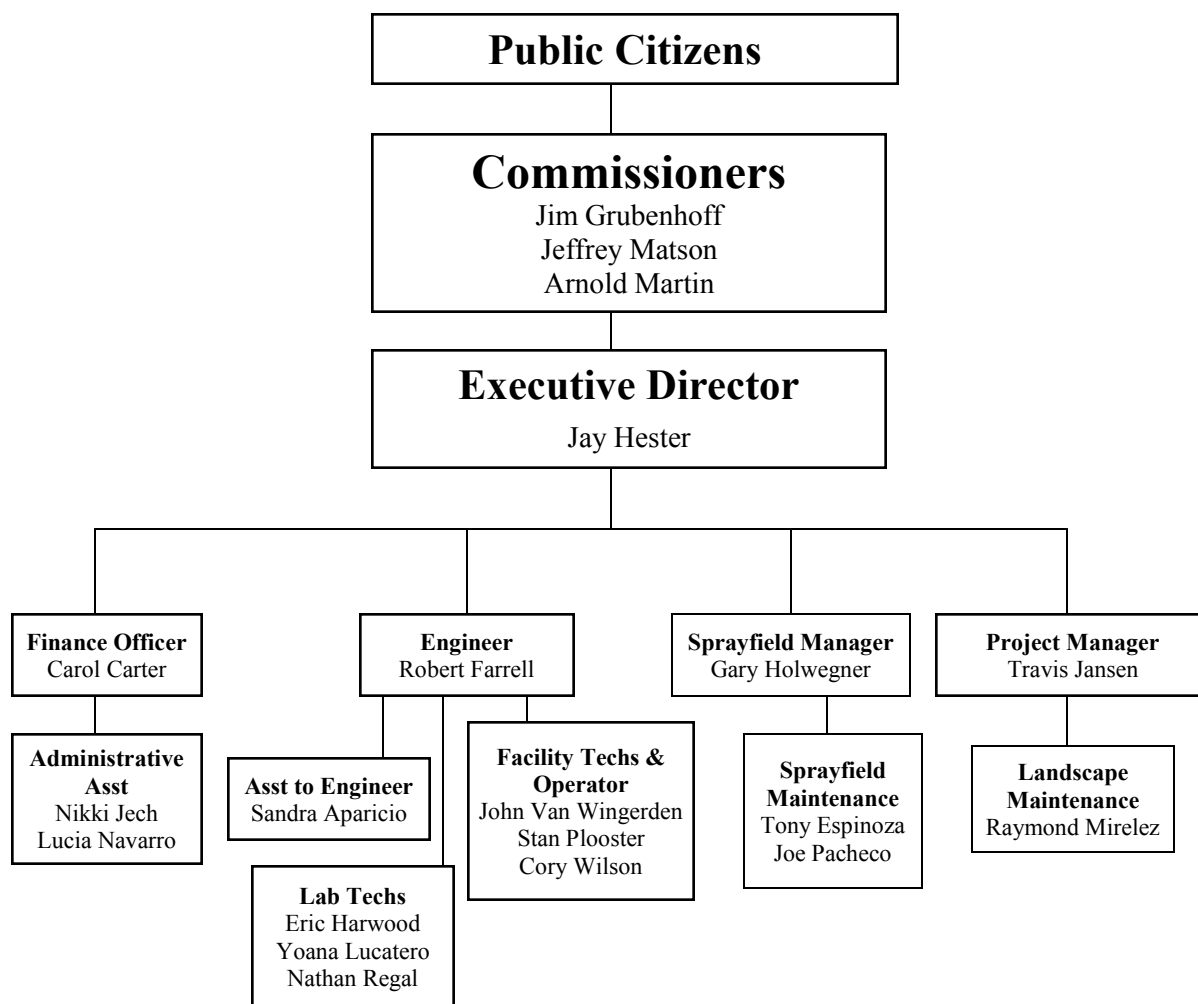 Public Citizens
Commissioners
Jim Grubenhoff
Jeffrey Matson
Arnold Martin
Executive Director
Jay Hester
Finance Officer
Carol Carter
Engineer
Robert Farrell
Sprayfield Manager
Gary Holwegner
Project Manager
Travis Jansen
Administrative
Asst
Nikki Jech
Lucia Navarro
Asst to Engineer
Sandra Aparicio
Lab Techs
Eric Harwood
Yoana Lucatero
Nathan Regal
Facility Techs &
Operator
John Van Wingerden
Stan Plooster
Cory Wilson
Sprayfield
Maintenance
Tony Espinoza
Joe Pacheco
Landscape
Maintenance
Raymond Mirelez